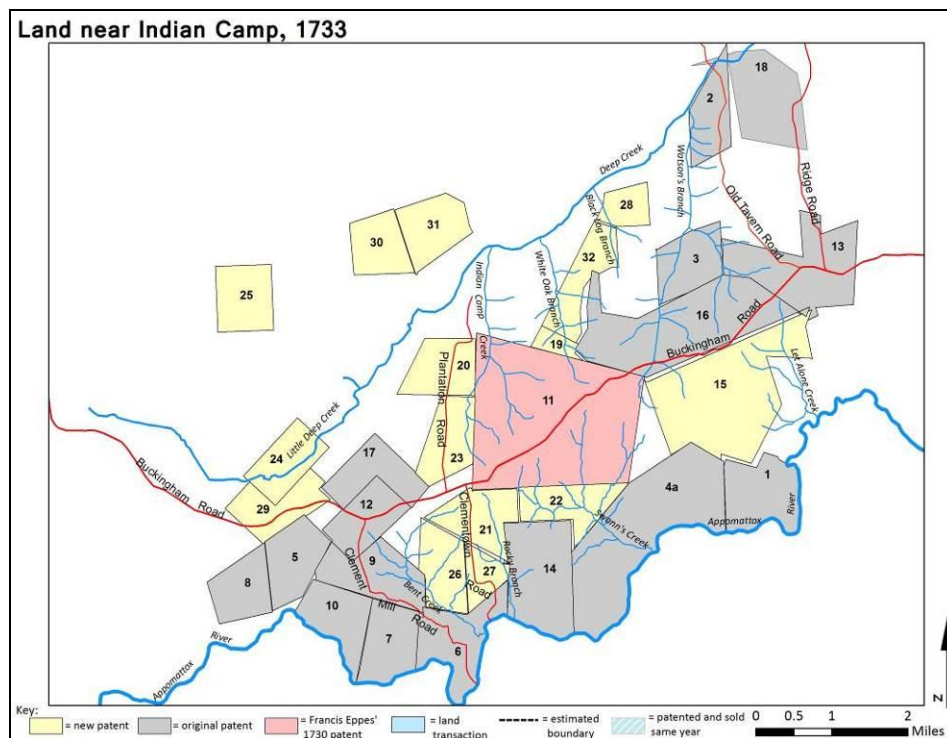 Land near Indian Camp, 1733
18
2
Deep Creek
Watson's Branch
Ridge Road
Old Tavern Road
28
Black Log Branch
31
30
32
3
13
White Oak Branch
Indian Camp Creek
25
16
Buckingham Road
19
20
Plantation Road
15
Let Alone Creek
11
Little Deep Creek
24
17
23
4a
1
River
Appomattox
Buckingham Road
29
12
22
Swann's Creek
Clementown Road
21
Rocky Branch
5
9
8
Clement Mill Road
Bent Creek
26
27
14
10
7
6
River
Appomattox
N
Key:
= new patent
= original patent
= Francis Eppes' 1730 patent
= land transaction
= estimated boundary
= patented and sold same year
0 0.5 1 2
Miles